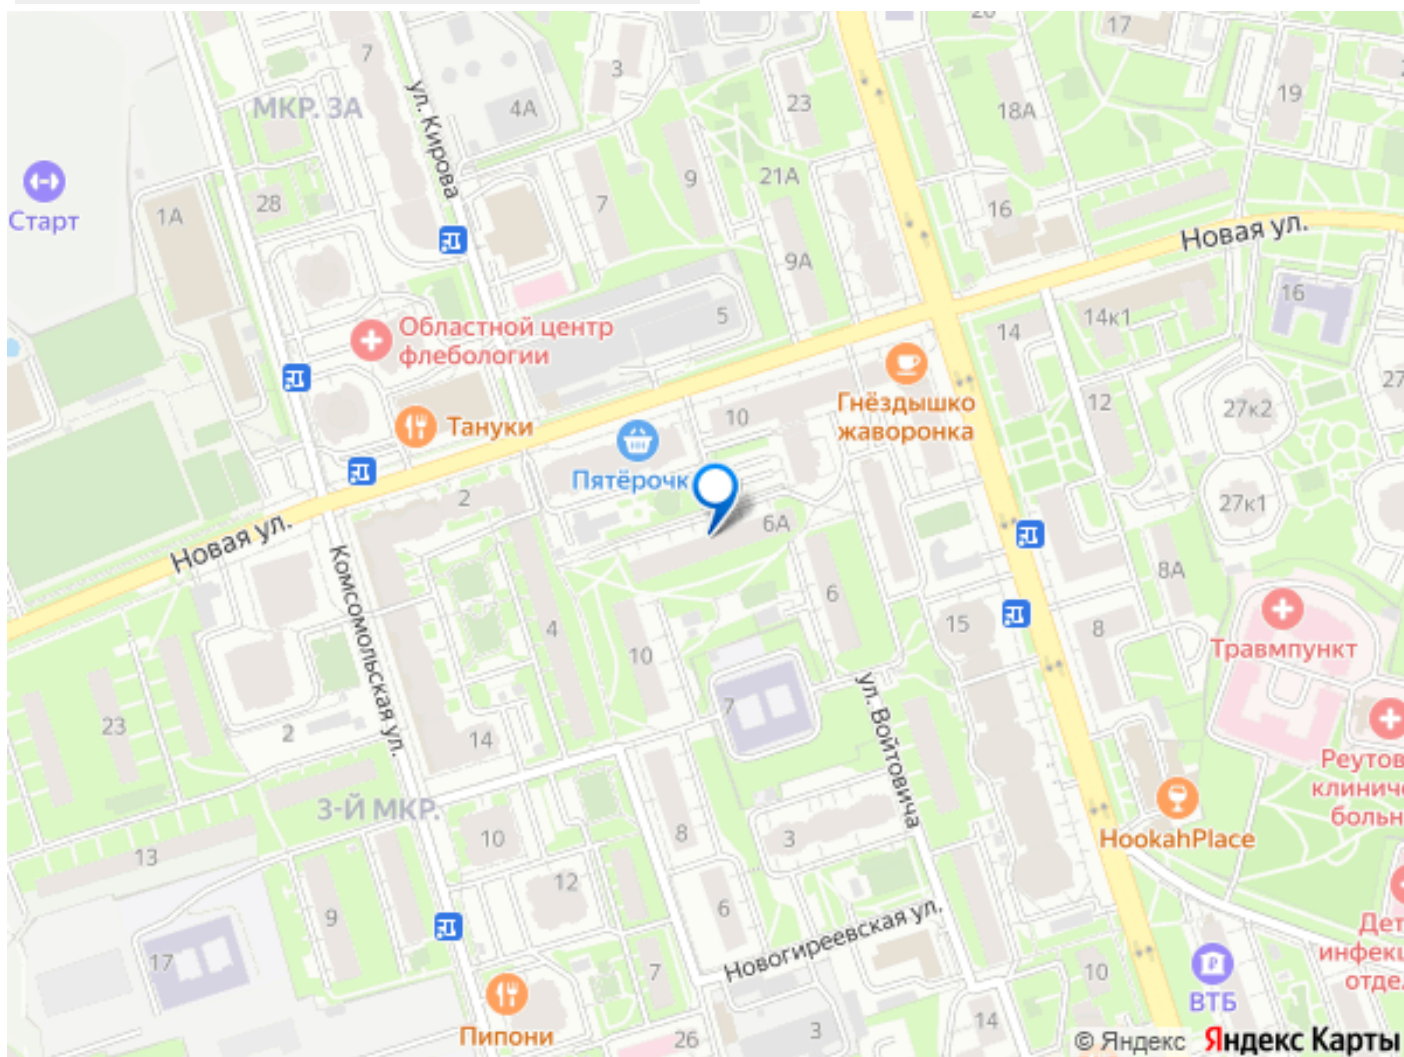 20
17
7
3
МКР. 3А
4А
ул. Кирова
23
18А
19
Старт
1А
28
7
9
21А
16
Новая ул.
9А
16
5
14к1
14
Областной центр
флебологии
Гнёздышко
жаворонка
27
27к2
12
10
Тануки
Пятёрочк
2
27к1
6А
Новая ул.
Комсомольская ул.
8А
6
4
10
15
8
Травмпункт
7
23
2
14
ул. Войтовича
Реутов
клиниче
больн
3-Й МКР.
HookahPlace
10
8
3
13
12
9
6
Новогиреевская ул.
Дет
инфекц
отде
17
7
10
ВТБ
Пипони
26
3
14
© Яндекс Яндекс Карты